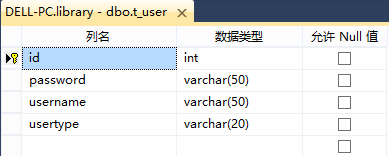 DELL-PC.library - dbo.t_user
列名 数据类型 允许 Null 值
id int
password varchar(50)
username varchar(50)
usertype varchar(20)